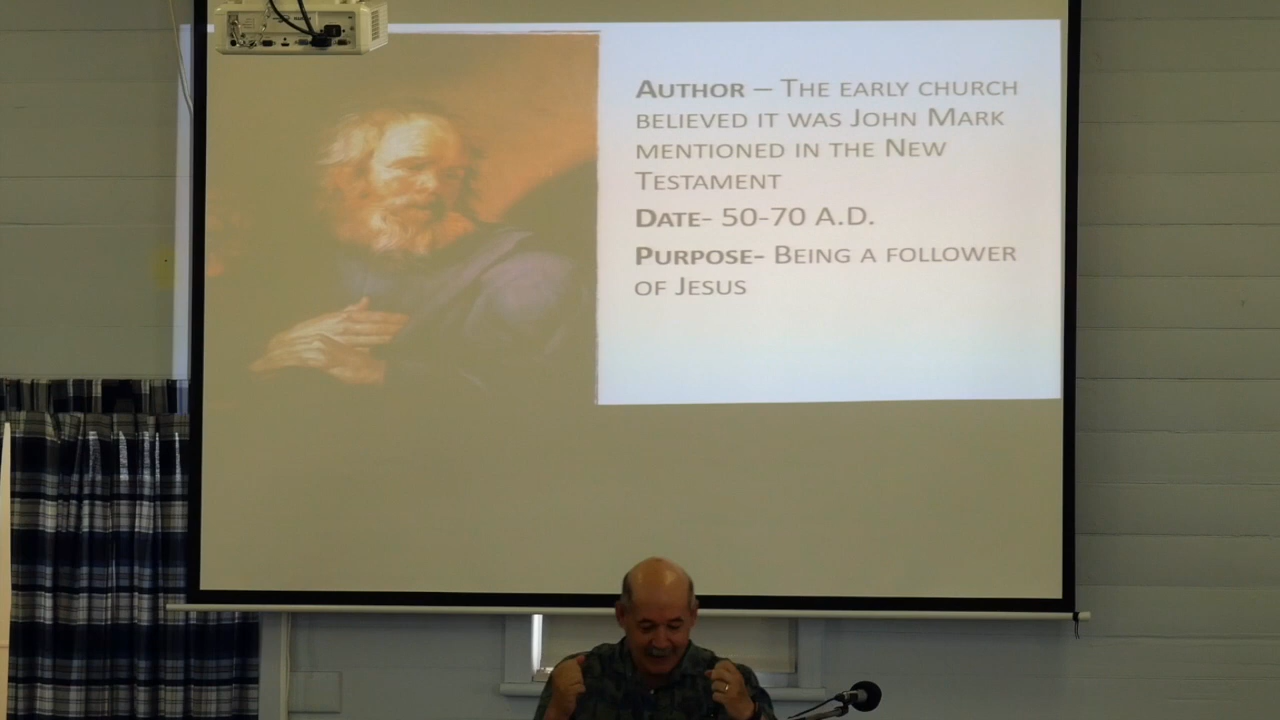 AUTHOR – THE EARLY CHURCH
BELIEVED IT WAS JOHN MARK
MENTIONED IN THE NEW
TESTAMENT
DATE- 50-70 A.D.
PURPOSE- BEING A FOLLOWER
OF JESUS